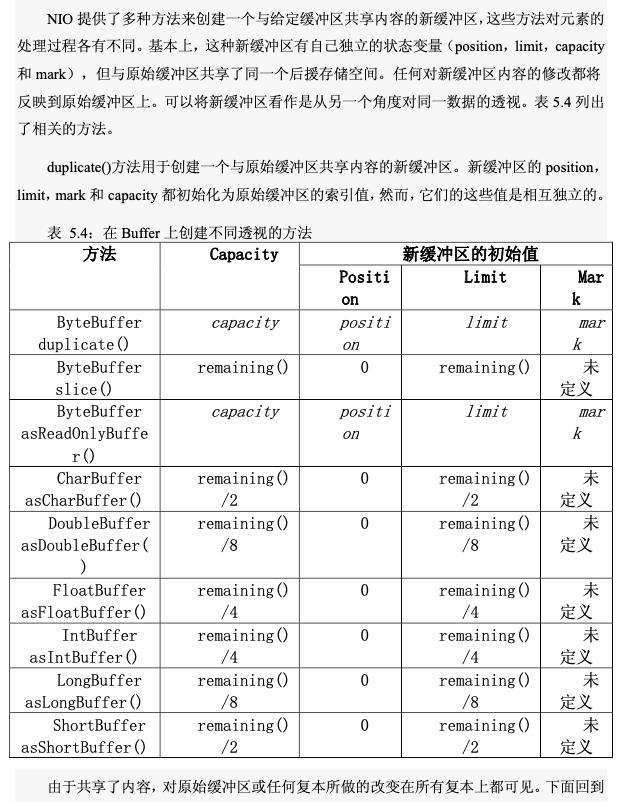 NIO 提供了多种方法来创建一个与给定缓冲区共享内容的新缓冲区，这些方法对元素的
处理过程各有不同。基本上，这种新缓冲区有自己独立的状态变量（position，limit，capacity
和 mark），但与原始缓冲区共享了同一个后援存储空间。任何对新缓冲区内容的修改都将
反映到原始缓冲区上。可以将新缓冲区看作是从另一个角度对同一数据的透视。表 5.4 列出
了相关的方法。
duplicate()方法用于创建一个与原始缓冲区共享内容的新缓冲区。新缓冲区的 position，
limit，mark 和 capacity 都初始化为原始缓冲区的索引值，然而，它们的这些值是相互独立的。
表 5.4：在 Buffer 上创建不同透视的方法
方法 Capacity 新缓冲区的初始值
Positi Limit Mar
on k
ByteBuffer capacity positi limit mar
duplicate() on k
ByteBuffer remaining() 0 remaining() 未
slice() 定义
ByteBuffer capacity positi limit mar
asReadOnlyBuffe on k
r()
CharBuffer remaining() 0 remaining() 未
asCharBuffer() /2 /2 定义
DoubleBuffer remaining() 0 remaining() 未
asDoubleBuffer( /8 /8 定义
)
FloatBuffer remaining() 0 remaining() 未
asFloatBuffer() /4 /4 定义
IntBuffer remaining() 0 remaining() 未
asIntBuffer() /4 /4 定义
LongBuffer remaining() 0 remaining() 未
asLongBuffer() /8 /8 定义
ShortBuffer remaining() 0 remaining() 未
asShortBuffer() /2 /2 定义
由于共享了内容，对原始缓冲区或任何复本所做的改变在所有复本上都可见。下面回到